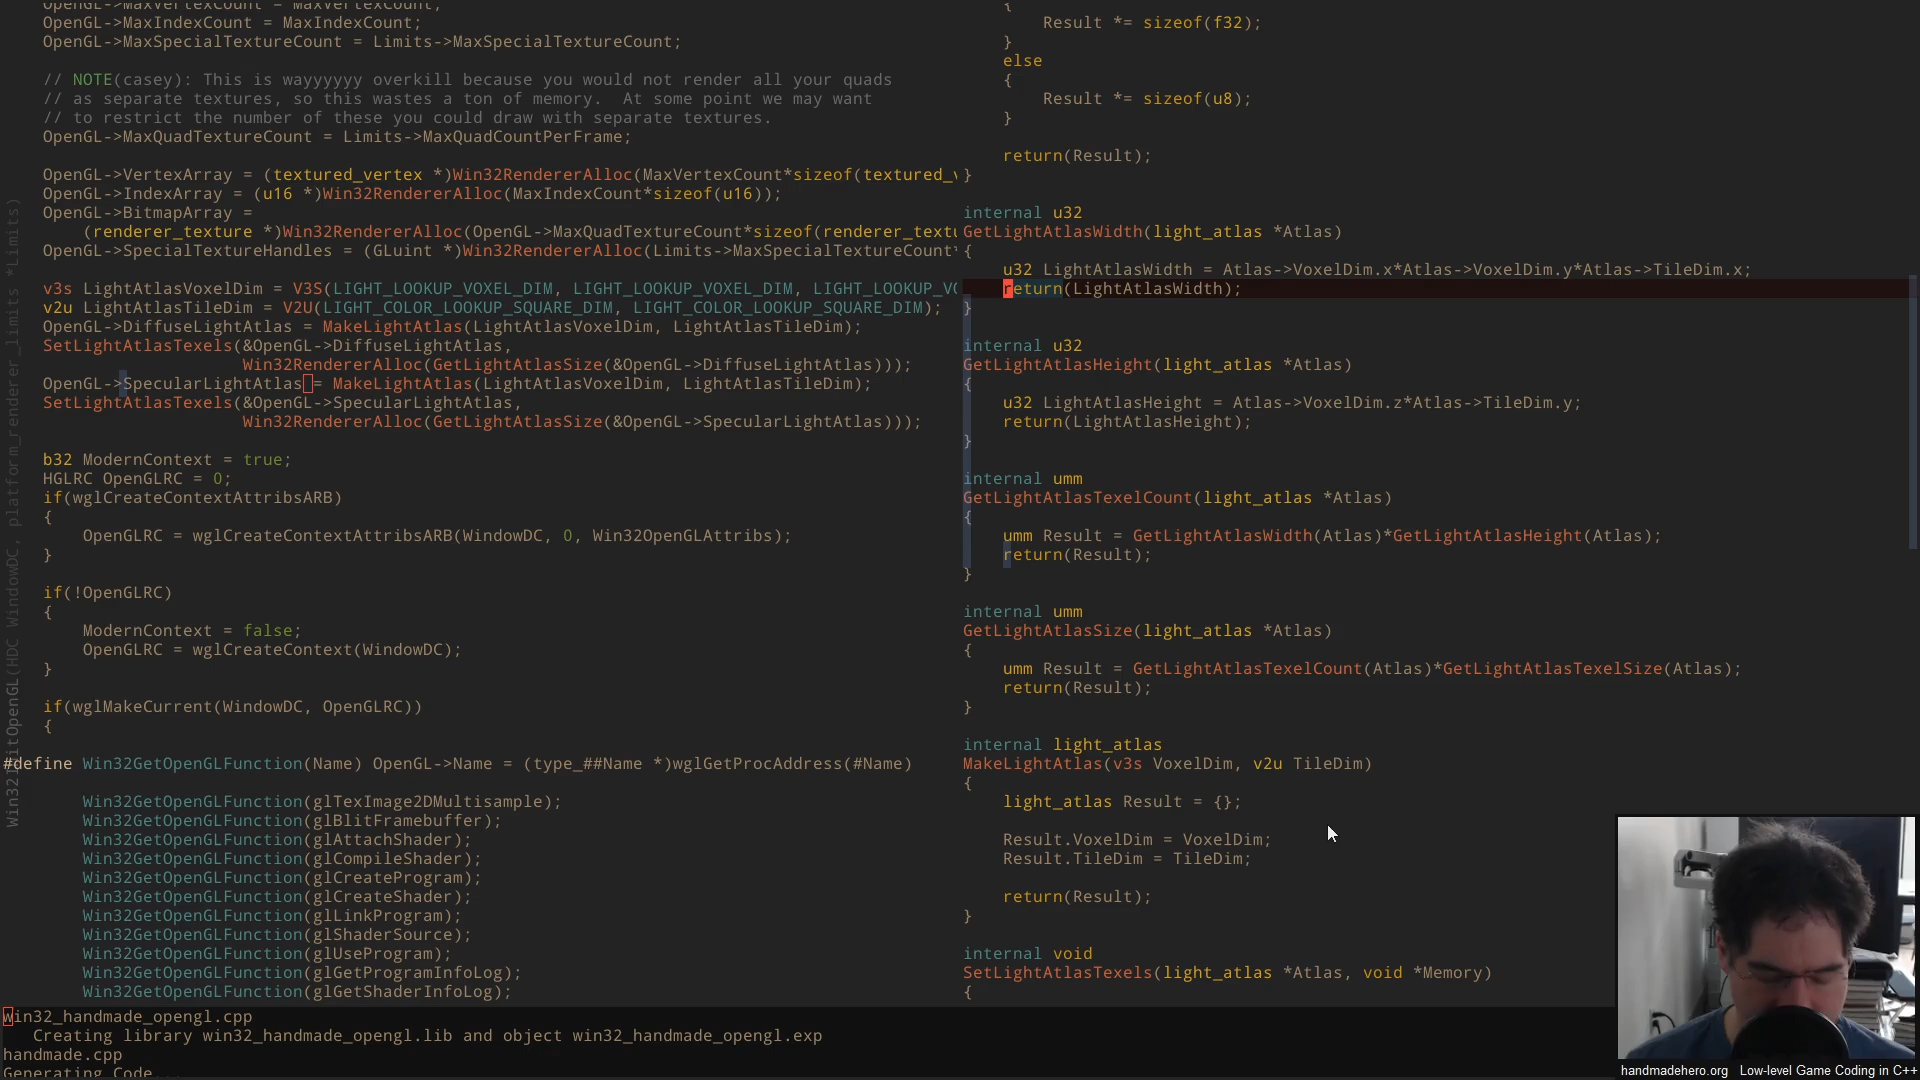 OpenGL->MaxVertexCount = MaxVertexCount;
OpenGL->MaxIndexCount = MaxIndexCount;
OpenGL->MaxSpecialTextureCount = Limits->MaxSpecialTextureCount;
// NOTE(casey): This is wayyyyyy overkill because you would not render all your quads
// as separate textures, so this wastes a ton of memory.  At some point we may want
// to restrict the number of these you could draw with separate textures.
OpenGL->MaxQuadTextureCount = Limits->MaxQuadCountPerFrame;
OpenGL->VertexArray = (textured_vertex *)Win32RendererAlloc(MaxVertexCount*sizeof(textured_v
OpenGL->IndexArray = (u16 *)Win32RendererAlloc(MaxIndexCount*sizeof(u16));
OpenGL->BitmapArray =
(renderer_texture *)Win32RendererAlloc(OpenGL->MaxQuadTextureCount*sizeof(renderer_textu
OpenGL->SpecialTextureHandles = (GLuint *)Win32RendererAlloc(Limits->MaxSpecialTextureCount*
v3s LightAtlasVoxelDim = V3S(LIGHT_LOOKUP_VOXEL_DIM, LIGHT_LOOKUP_VOXEL_DIM, LIGHT_LOOKUP_VO
v2u LightAtlasTileDim = V2U(LIGHT_COLOR_LOOKUP_SQUARE_DIM, LIGHT_COLOR_LOOKUP_SQUARE_DIM);
OpenGL->DiffuseLightAtlas = MakeLightAtlas(LightAtlasVoxelDim, LightAtlasTileDim);
SetLightAtlasTexels(&OpenGL->DiffuseLightAtlas,
Win32RendererAlloc(GetLightAtlasSize(&OpenGL->DiffuseLightAtlas)));
OpenGL->SpecularLightAtlas = MakeLightAtlas(LightAtlasVoxelDim, LightAtlasTileDim);
SetLightAtlasTexels(&OpenGL->SpecularLightAtlas,
Win32RendererAlloc(GetLightAtlasSize(&OpenGL->SpecularLightAtlas)));
b32 ModernContext = true;
HGLRC OpenGLRC = 0;
if(wglCreateContextAttribsARB)
{
OpenGLRC = wglCreateContextAttribsARB(WindowDC, 0, Win32OpenGLAttribs);
}
if(!OpenGLRC)
{
ModernContext = false;
OpenGLRC = wglCreateContext(WindowDC);
}
if(wglMakeCurrent(WindowDC, OpenGLRC))
{
#define Win32GetOpenGLFunction(Name) OpenGL->Name = (type_##Name *)wglGetProcAddress(#Name)
Win32GetOpenGLFunction(glTexImage2DMultisample);
Win32GetOpenGLFunction(glBlitFramebuffer);
Win32GetOpenGLFunction(glAttachShader);
Win32GetOpenGLFunction(glCompileShader);
Win32GetOpenGLFunction(glCreateProgram);
Win32GetOpenGLFunction(glCreateShader);
Win32GetOpenGLFunction(glLinkProgram);
Win32GetOpenGLFunction(glShaderSource);
Win32GetOpenGLFunction(glUseProgram);
Win32GetOpenGLFunction(glGetProgramInfoLog);
Win32GetOpenGLFunction(glGetShaderInfoLog);
{
Result *= sizeof(f32);
}
else
{
Result *= sizeof(u8);
}
return(Result);
}
internal u32
GetLightAtlasWidth(light_atlas *Atlas)
{
u32 LightAtlasWidth = Atlas->VoxelDim.x*Atlas->VoxelDim.y*Atlas->TileDim.x;
return(LightAtlasWidth);
}
internal u32
GetLightAtlasHeight(light_atlas *Atlas)
{
u32 LightAtlasHeight = Atlas->VoxelDim.z*Atlas->TileDim.y;
return(LightAtlasHeight);
}
internal umm
GetLightAtlasTexelCount(light_atlas *Atlas)
{
umm Result = GetLightAtlasWidth(Atlas)*GetLightAtlasHeight(Atlas);
return(Result);
}
internal umm
GetLightAtlasSize(light_atlas *Atlas)
{
umm Result = GetLightAtlasTexelCount(Atlas)*GetLightAtlasTexelSize(Atlas);
return(Result);
}
internal light_atlas
MakeLightAtlas(v3s VoxelDim, v2u TileDim)
{
light_atlas Result = {};
Result.VoxelDim = VoxelDim;
Result.TileDim = TileDim;
return(Result);
}
internal void
SetLightAtlasTexels(light_atlas *Atlas, void *Memory)
{
win32_handmade_opengl.cpp
Creating library win32_handmade_opengl.lib and object win32_handmade_opengl.exp
handmade.cpp
Generating Code...
handmadehero.org  Low-level Game Coding in C++